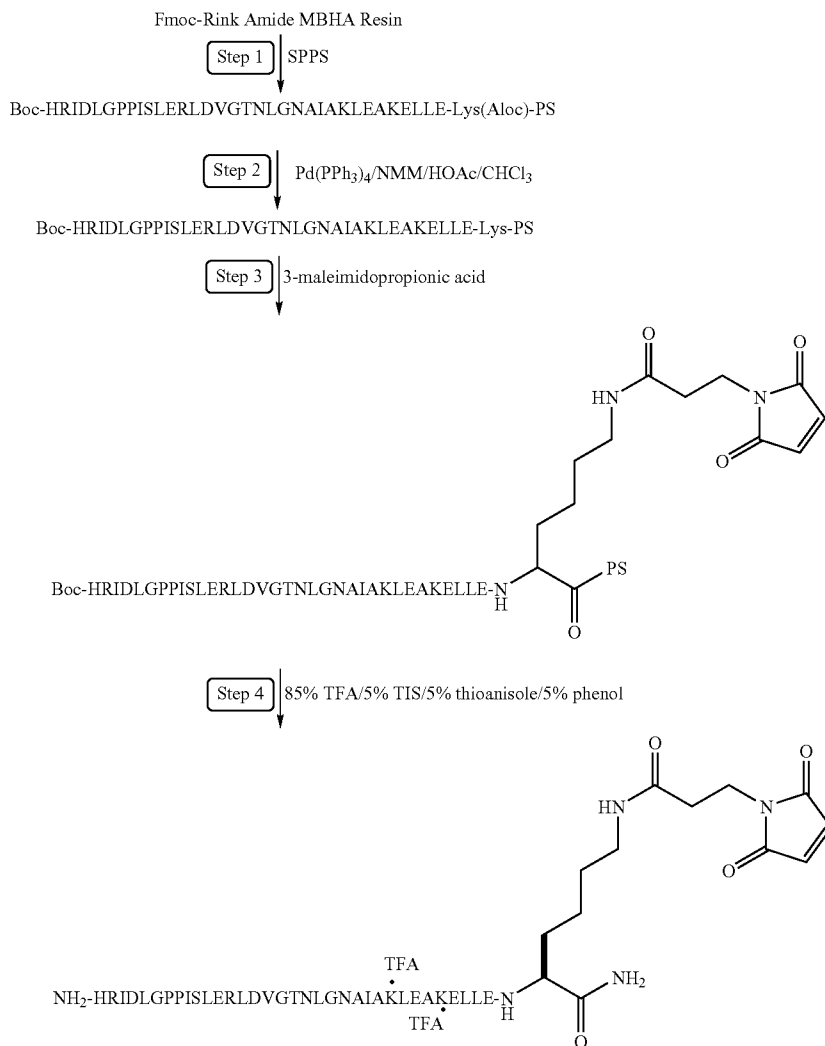 Fmoc-Rink Amide MBHA Resin
Step 1 SPPS
Boc-HRIDLGPPISLERLDVGTNLGNAIAKLEAKELLE-Lys(Aloc)-PS
Step 2 Pd(PPh3)4/NMM/HOAc/CHCl3
Boc-HRIDLGPPISLERLDVGTNLGNAIAKLEAKELLE-Lys-PS
Step 3 3-maleimidopropionic acid
O
O
HN
N
O
PS
Boc-HRIDLGPPISLERLDVGTNLGNAIAKLEAKELLE-N
H
O
Step 4 85% TFA/5% TIS/5% thioanisole/5% phenol
O
O
HN
N
O
TFA
NH2
NH2-HRIDLGPPISLERLDVGTNLGNAIAKLEAKELLE-N
H
TFA
O